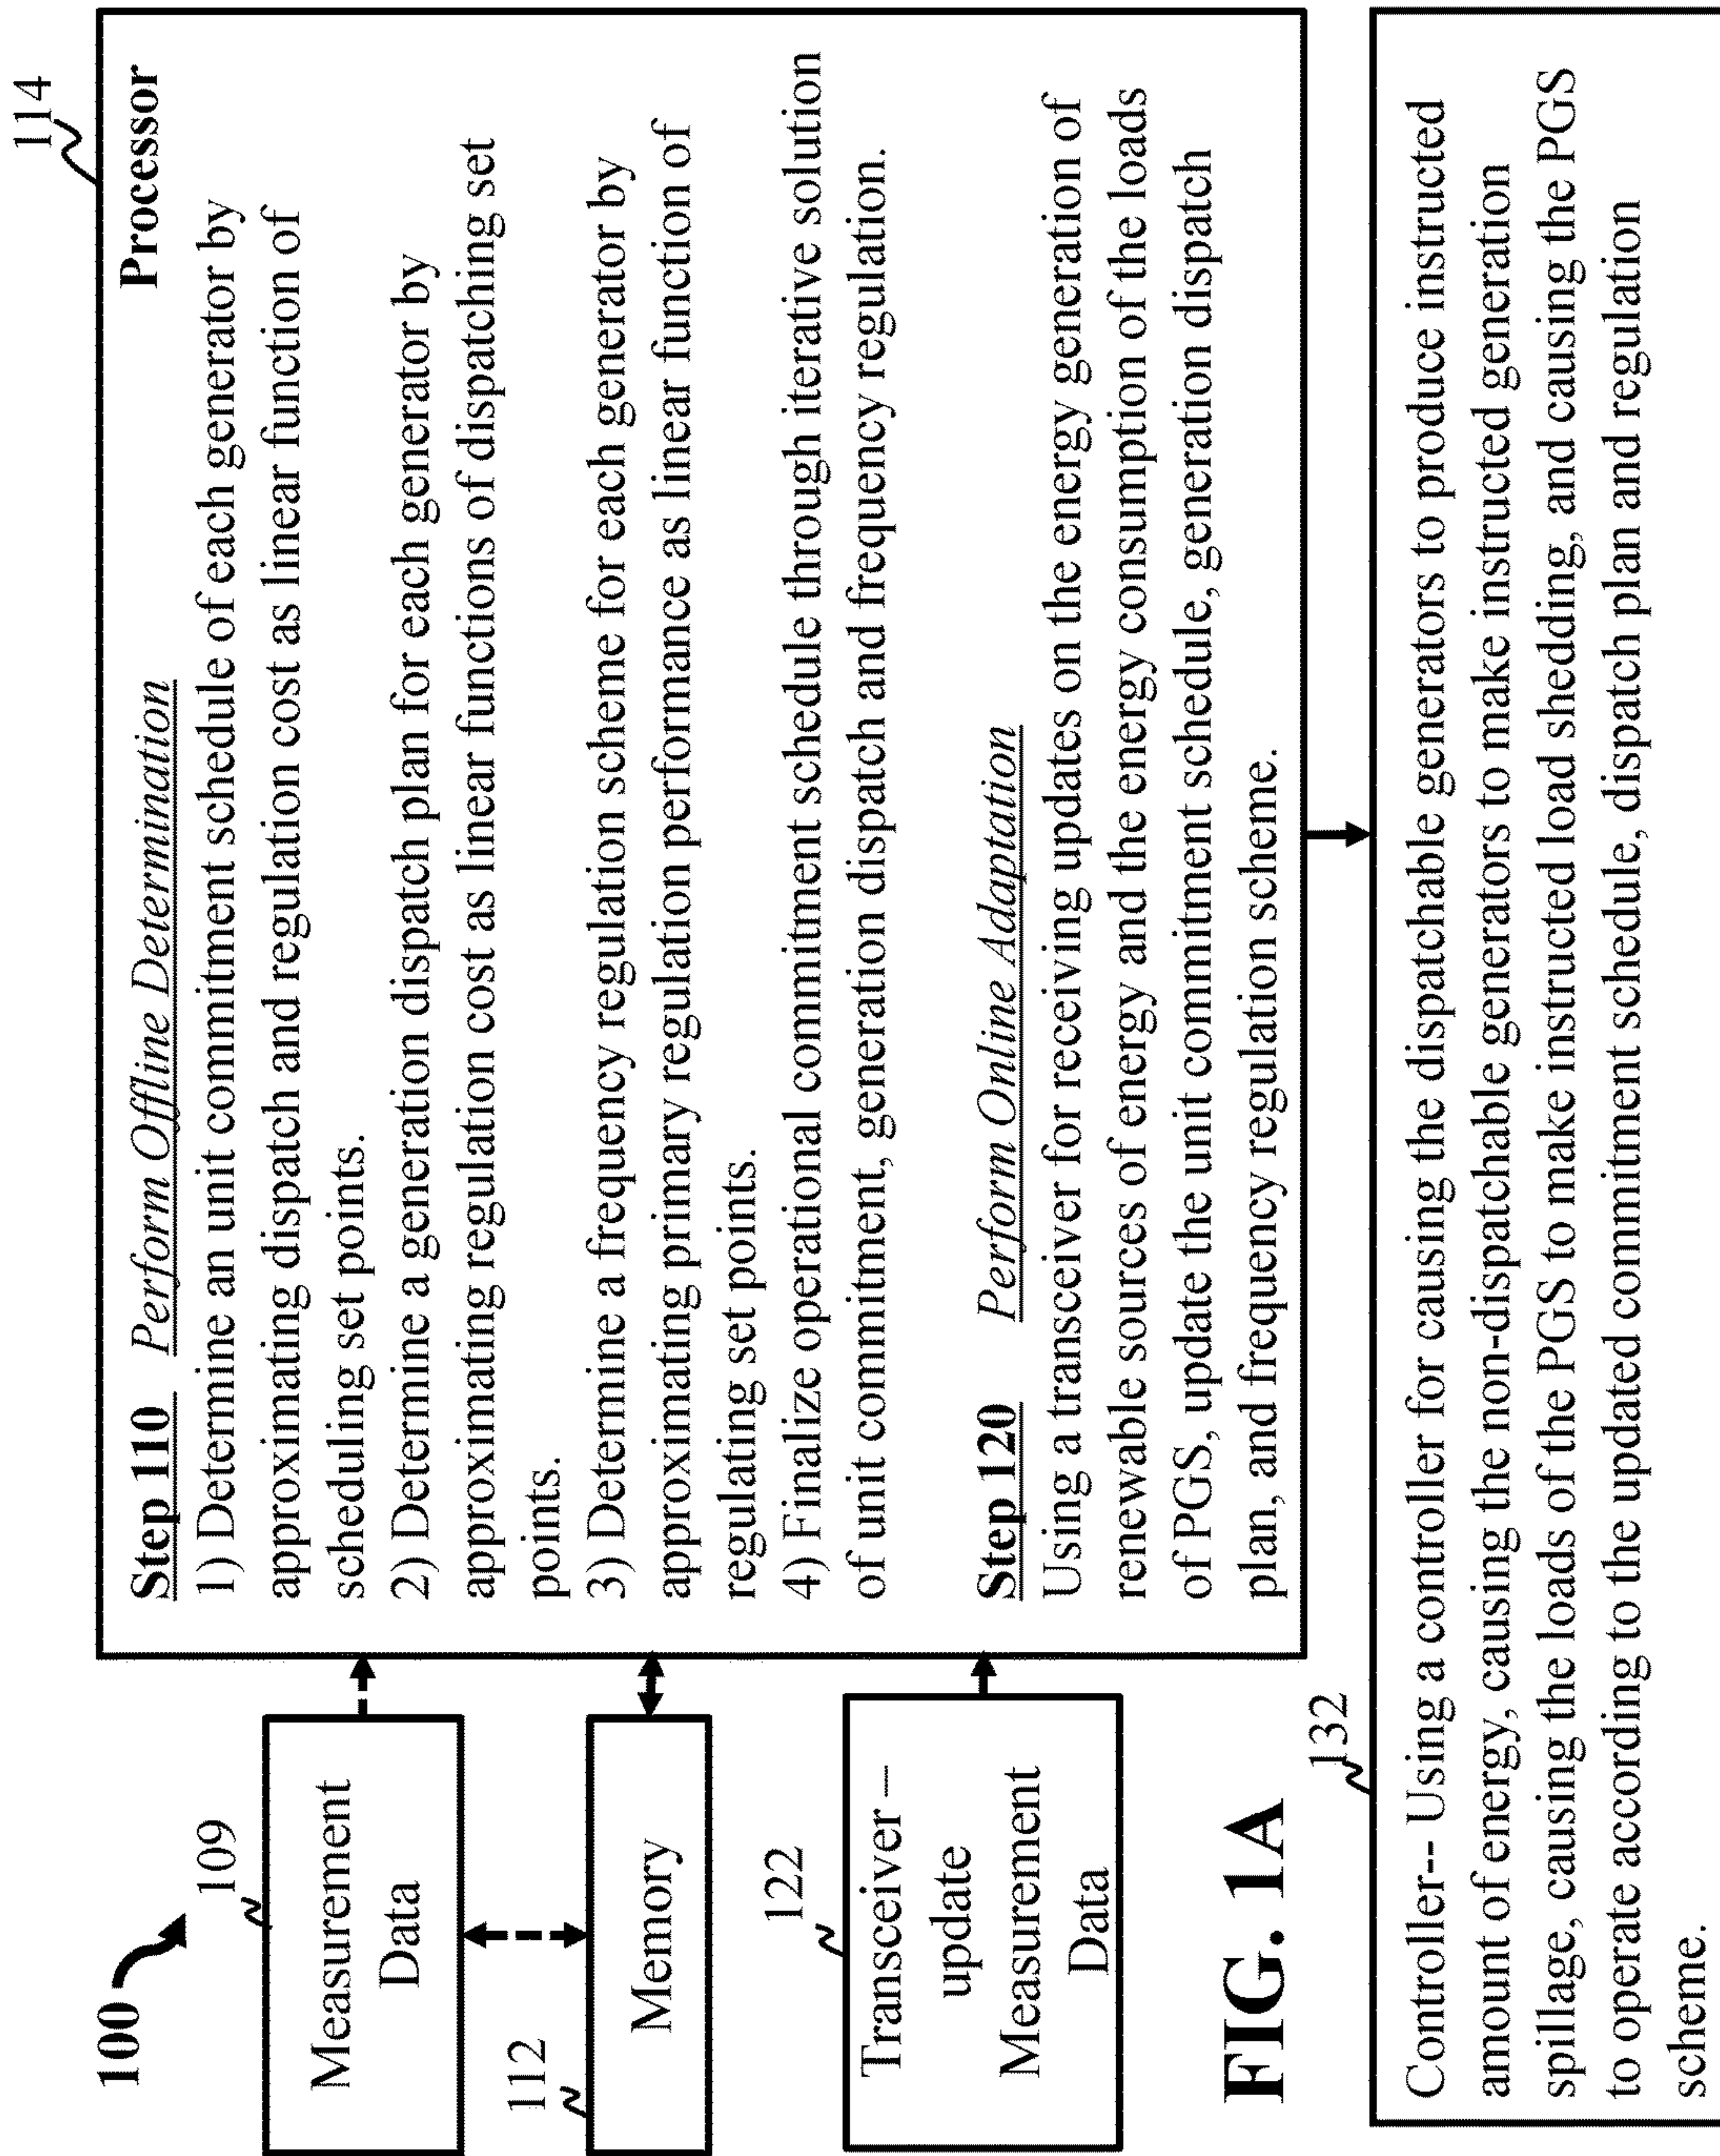 100
109
Measurement
Data
112
Memory
122
Transceiver –
update
Measurement
Data
FIG. 1A
114
Processor
Step 110 Perform Offline Determination
1) Determine an unit commitment schedule of each generator by
approximating dispatch and regulation cost as linear function of
scheduling set points.
2) Determine a generation dispatch plan for each generator by
approximating regulation cost as linear functions of dispatching set
points.
3) Determine a frequency regulation scheme for each generator by
approximating primary regulation performance as linear function of
regulating set points.
4) Finalize operational commitment schedule through iterative solution
of unit commitment, generation dispatch and frequency regulation.
Step 120 Perform Online Adaptation
Using a transceiver for receiving updates on the energy generation of
renewable sources of energy and the energy consumption of the loads
of PGS, update the unit commitment schedule, generation dispatch
plan, and frequency regulation scheme.
132
Controller-- Using a controller for causing the dispatchable generators to produce instructed
amount of energy, causing the non-dispatchable generators to make instructed generation
spillage, causing the loads of the PGS to make instructed load shedding, and causing the PGS
to operate according to the updated commitment schedule, dispatch plan and regulation
scheme.